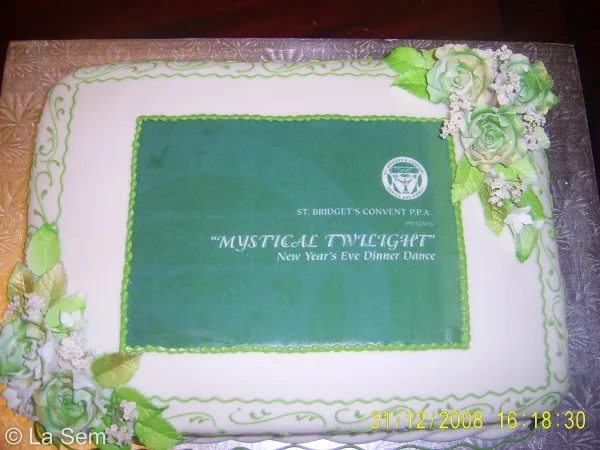 ST. BRIDGET'S CONVENT P.P.A.
PRESENTS
"MYSTICAL TWILIGHT"
New Year's Eve Dinner Dance
31/12/2008 16:18:30
© La Sem